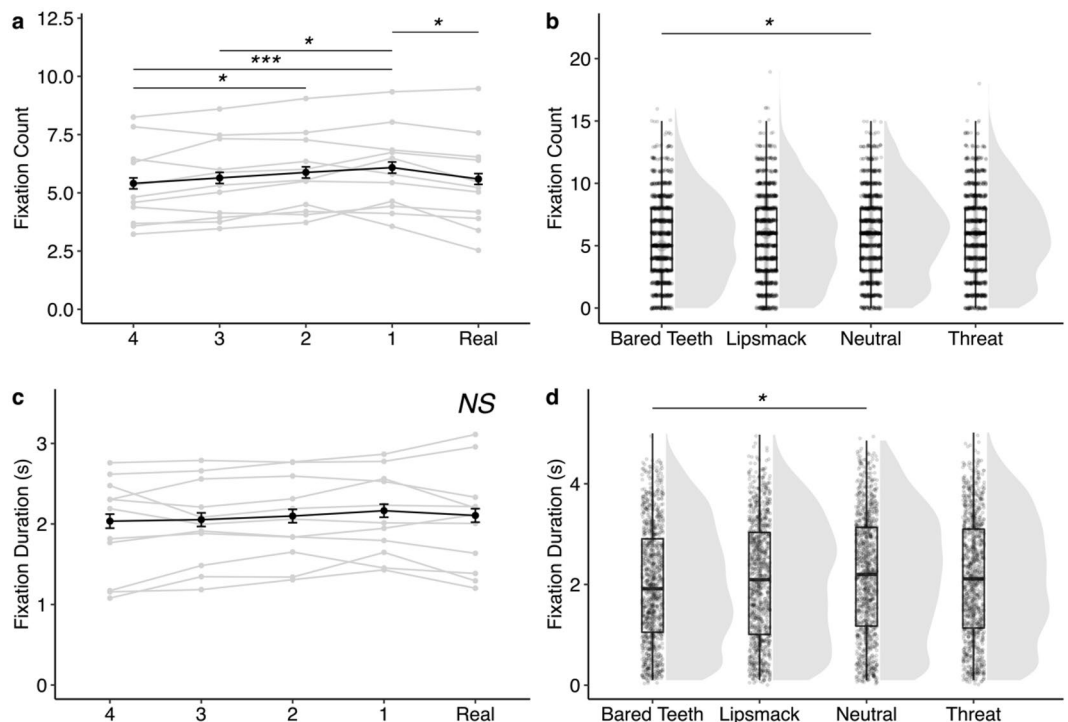 a
12.5
10.0
7.5
5.0
2.5
0.0
Fixation Count
*
*
***
*
4 3 2 1 Real
b
20
15
10
5
0
Fixation Count
*
Bared Teeth Lipsmack Neutral Threat
c
NS
3
2
1
0
Fixation Duration (s)
4 3 2 1 Real
d
4
2
0
Fixation Duration (s)
*
Bared Teeth Lipsmack Neutral Threat